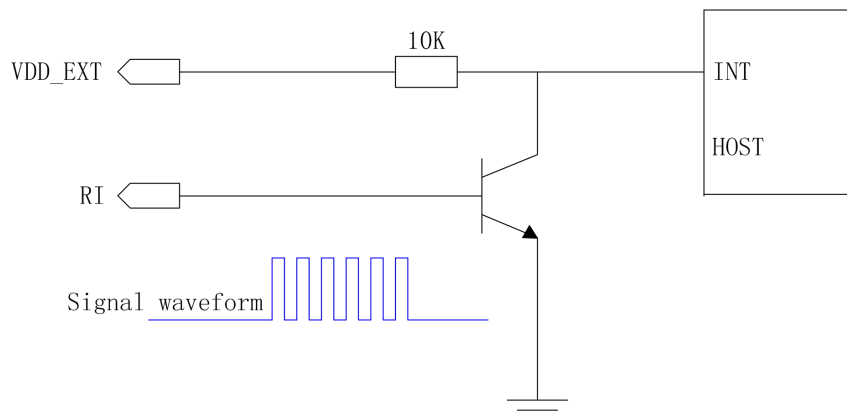 10K
VDD_EXT
INT
HOST
RI
Signal waveform